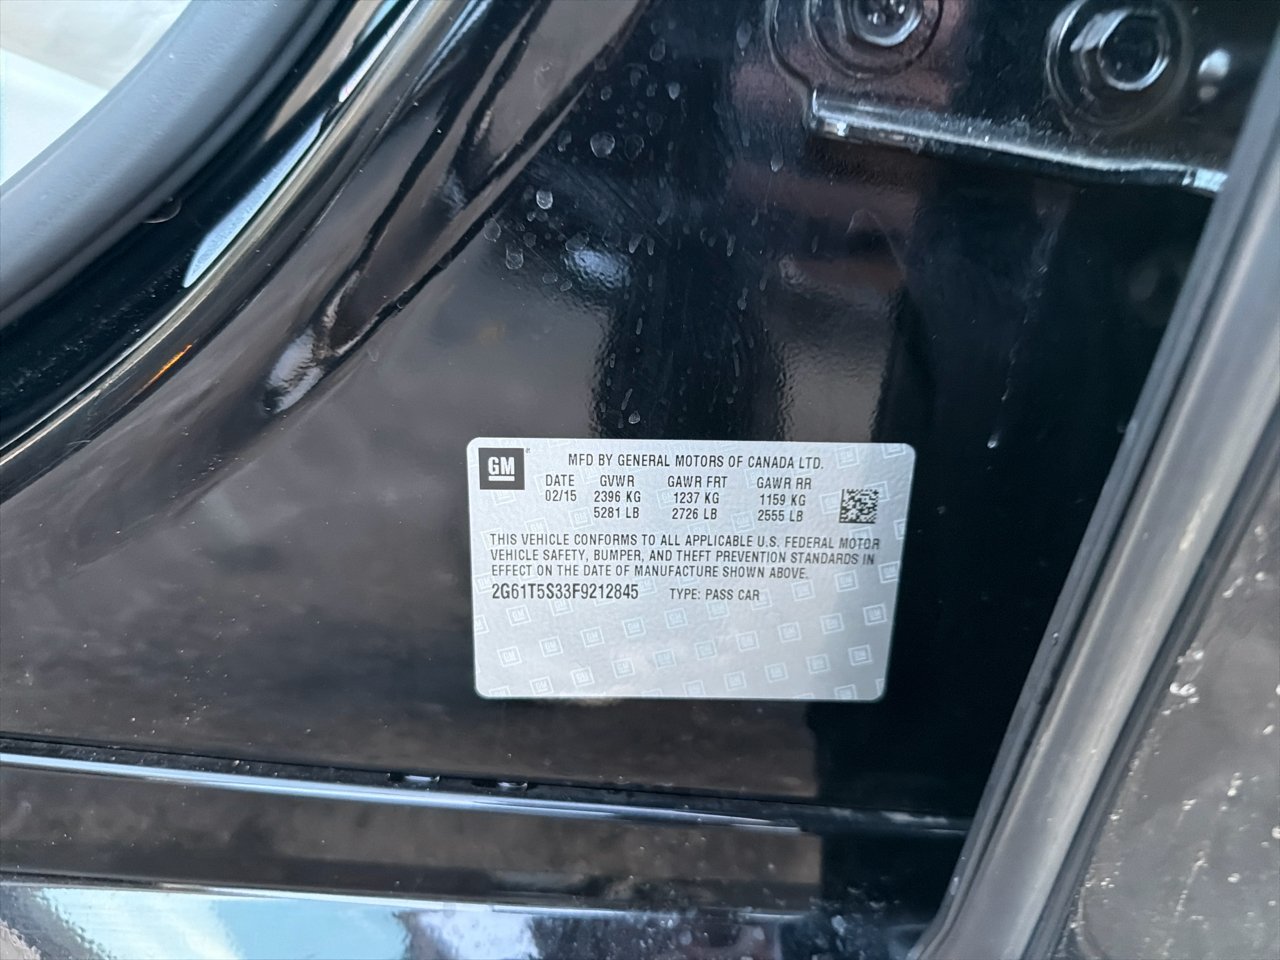 GM
MFD BY GENERAL MOTORS OF CANADA LTD.
DATE GVWR GAWR FRT GAWR RR
02/15 2396 KG 1237 KG 1159 KG
5281 LB 2726 LB 2555 LB
THIS VEHICLE CONFORMS TO ALL APPLICABLE U.S. FEDERAL MOTOR
VEHICLE SAFETY, BUMPER, AND THEFT PREVENTION STANDARDS IN
EFFECT ON THE DATE OF MANUFACTURE SHOWN ABOVE.
2G61T5S33F9212845 TYPE: PASS CAR